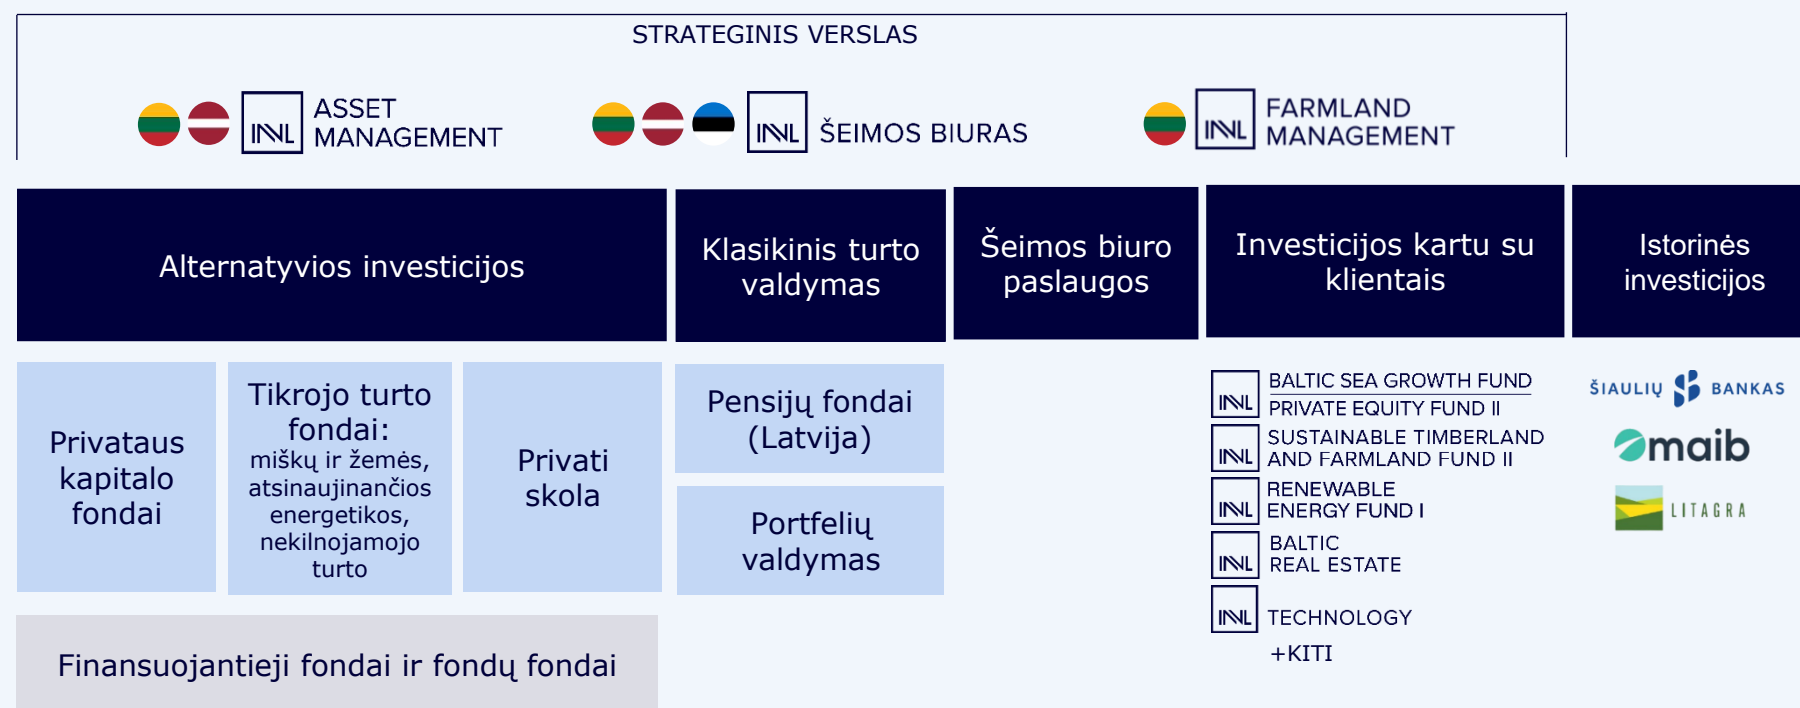 STRATEGINIS VERSLAS
INVL ASSET
MANAGEMENT
INVL ŠEIMOS BIURAS
INVL FARMLAND
MANAGEMENT
Alternatyvios investicijos
Klasikinis turto
valdymas
Šeimos biuro
paslaugos
Investicijos kartu su
klientais
Istorinės
investicijos
Privataus
kapitalo
fondai
Tikrojo turto
fondai:
miškų ir žemės,
atsinaujinančios
energetikos,
nekilnojamojo
turto
Privati
skola
Pensijų fondai
(Latvija)
Portfelių
valdymas
Finansuojantieji fondai ir fondų fondai
INVL BALTIC SEA GROWTH FUND
PRIVATE EQUITY FUND II
INVL SUSTAINABLE TIMBERLAND
AND FARMLAND FUND II
INVL RENEWABLE
ENERGY FUND I
INVL BALTIC
REAL ESTATE
INVL TECHNOLOGY
+KITI
ŠIAULIŲ BANKAS
maib
LITAGRA